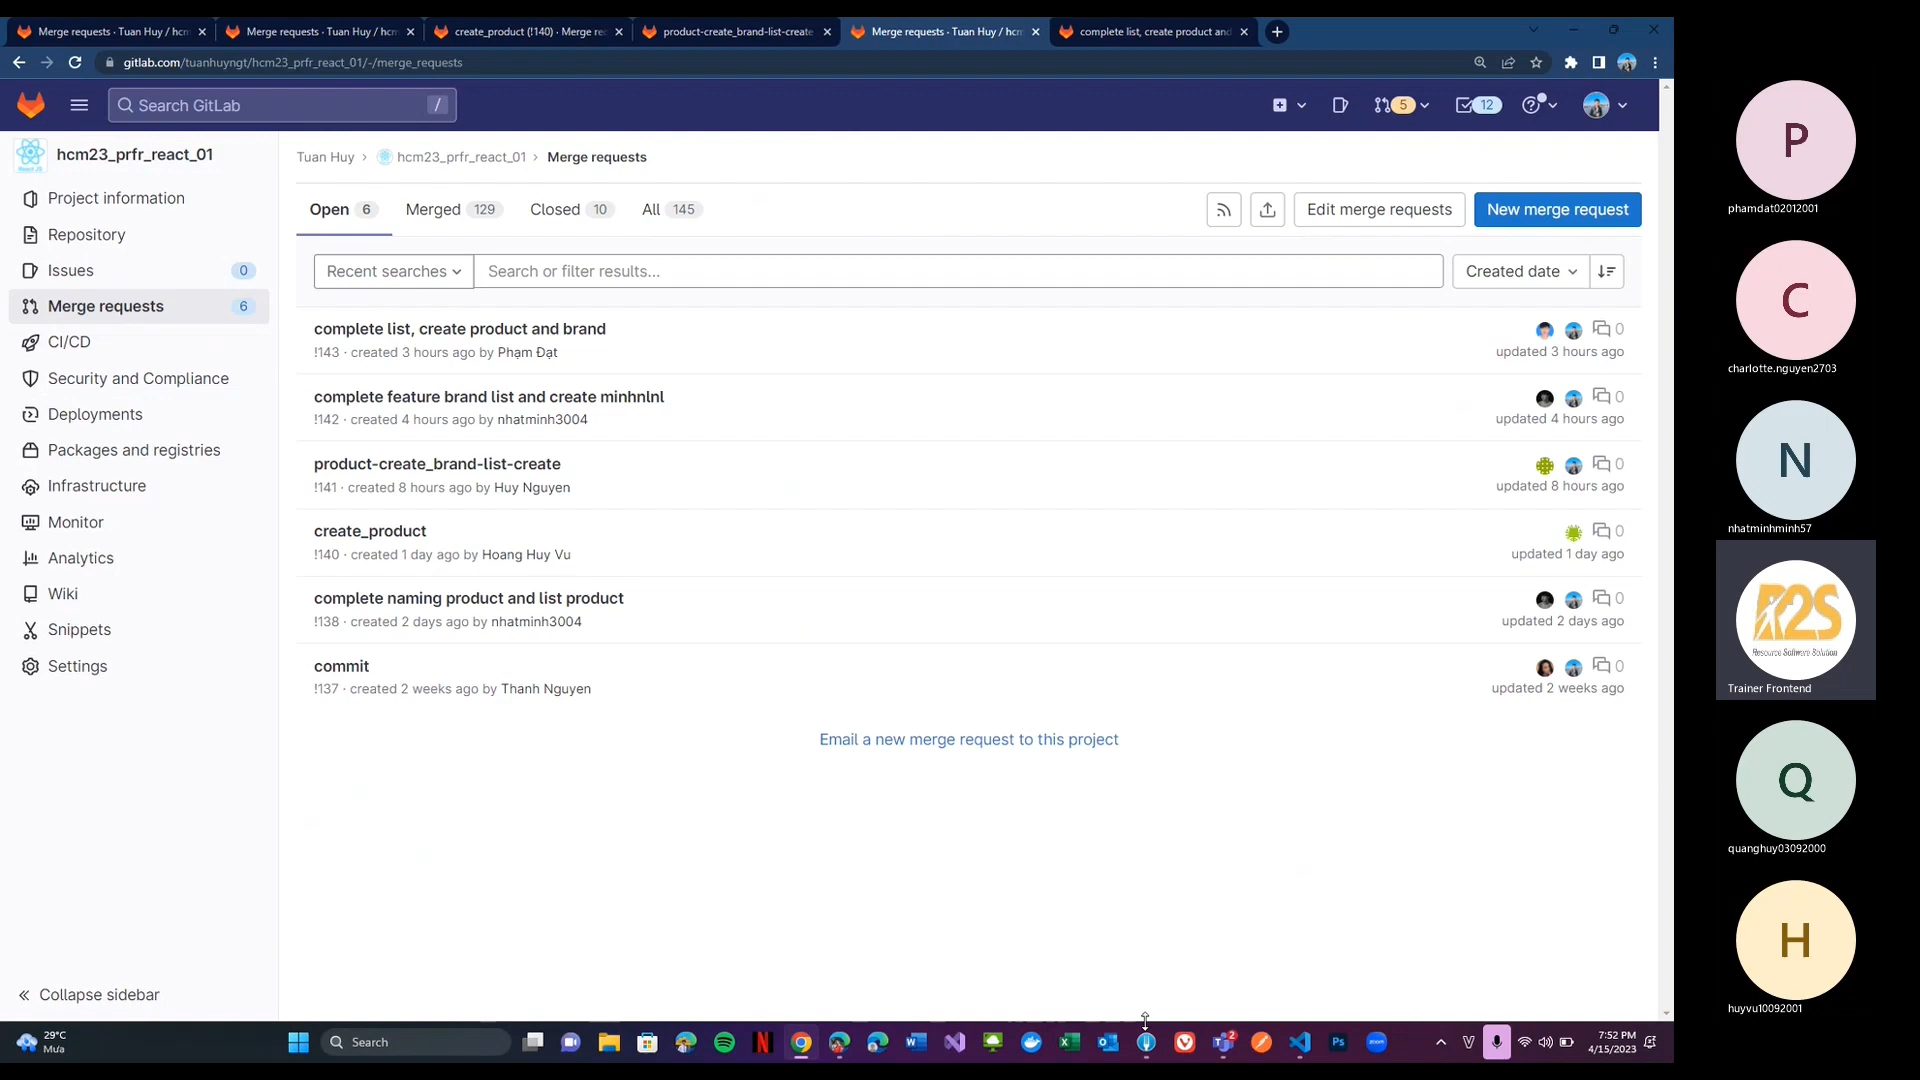 Merge requests · Tuan Huy / hcm
Merge requests · Tuan Huy / hcm
create_product (!140) · Merge re
product-create_brand-list-create
Merge requests · Tuan Huy / hcm
complete list, create product and
gitlab.com/tuanhuyngt/hcm23_prfr_react_01/-/merge_requests
Search GitLab
/
5
12
hcm23_prfr_react_01
Project information
Repository
Issues 0
Merge requests 6
CI/CD
Security and Compliance
Deployments
Packages and registries
Infrastructure
Monitor
Analytics
Wiki
Snippets
Settings
Collapse sidebar
Tuan Huy › hcm23_prfr_react_01 › Merge requests
Open 6 Merged 129 Closed 10 All 145
Edit merge requests
New merge request
Recent searches
Search or filter results...
Created date
complete list, create product and brand
0
!143 · created 3 hours ago by Phạm Đạt
updated 3 hours ago
complete feature brand list and create minhnlnl
0
!142 · created 4 hours ago by nhatminh3004
updated 4 hours ago
product-create_brand-list-create
0
!141 · created 8 hours ago by Huy Nguyen
updated 8 hours ago
create_product
0
!140 · created 1 day ago by Hoang Huy Vu
updated 1 day ago
complete naming product and list product
0
!138 · created 2 days ago by nhatminh3004
updated 2 days ago
commit
0
!137 · created 2 weeks ago by Thanh Nguyen
updated 2 weeks ago
Email a new merge request to this project
P
phamdat02012001
C
charlotte.nguyen2703
N
nhatminhminh57
R2S
Resource Software Solution
Trainer Frontend
Q
quanghuy03092000
H
huyvu10092001
29°C
Mưa
Search
2
Ps
zoom
7:52 PM
4/15/2023